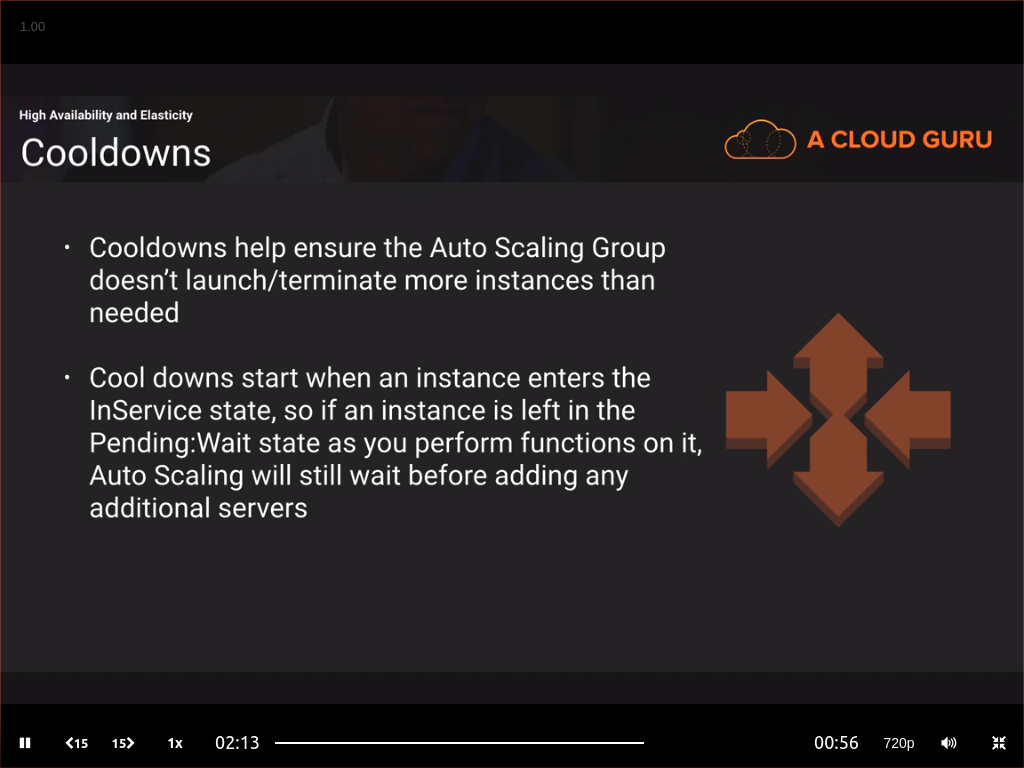 1.00
High Availability and Elasticity
Cooldowns
A CLOUD GURU
• Cooldowns help ensure the Auto Scaling Group
doesn’t launch/terminate more instances than
needed
• Cool downs start when an instance enters the
InService state, so if an instance is left in the
Pending:Wait state as you perform functions on it,
Auto Scaling will still wait before adding any
additional servers
15 15 1x 02:13 00:56 720p